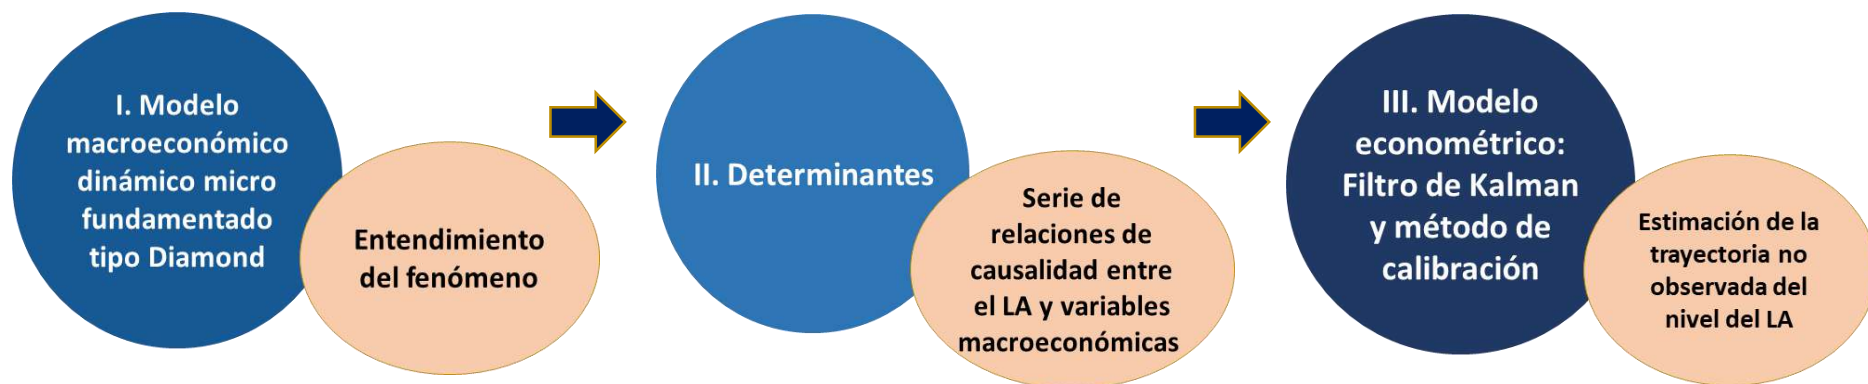 I. Modelo
macroeconómico
dinámico micro
fundamentado
tipo Diamond
Entendimiento
del fenómeno
II. Determinantes
Serie de
relaciones de
causalidad entre
el LA y variables
macroeconómicas
III. Modelo
econométrico:
Filtro de Kalman
y método de
calibración
Estimación de la
trayectoria no
observada del
nivel del LA